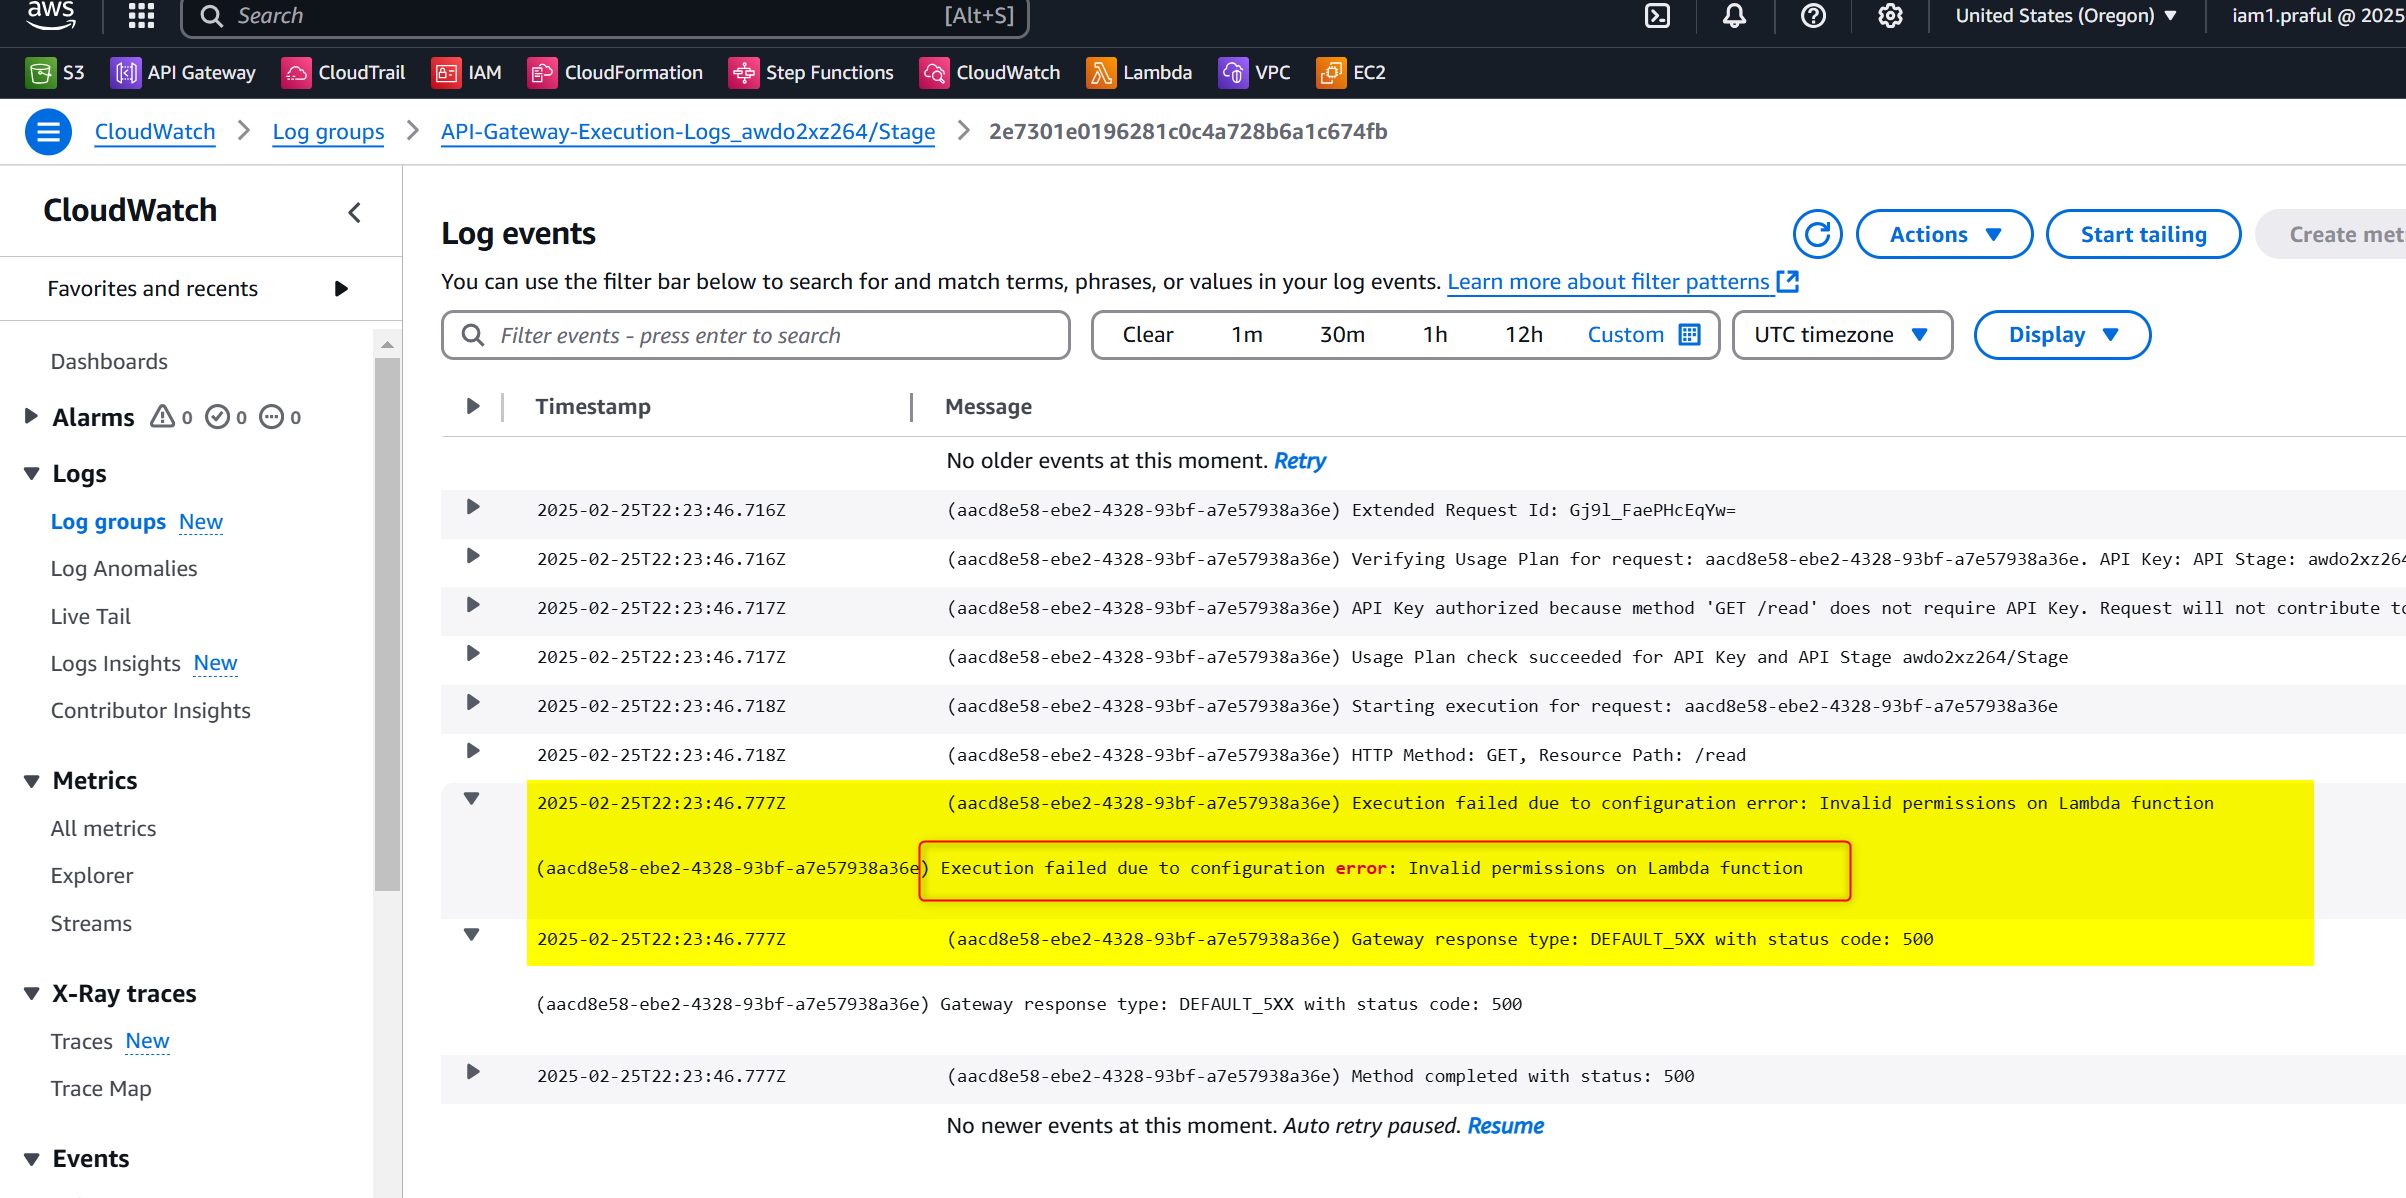 aws
Search [Alt+S]
United States (Oregon) iam1.praful @ 2025
S3 API Gateway CloudTrail IAM CloudFormation Step Functions CloudWatch Lambda VPC EC2
CloudWatch Log groups API-Gateway-Execution-Logs_awdo2xz264/Stage 2e7301e0196281c0c4a728b6a1c674fb
CloudWatch
Favorites and recents
Dashboards
Alarms 0 0 0
Logs
Log groups New
Log Anomalies
Live Tail
Logs Insights New
Contributor Insights
Metrics
All metrics
Explorer
Streams
X-Ray traces
Traces New
Trace Map
Events
Log events
Actions Start tailing Create met
You can use the filter bar below to search for and match terms, phrases, or values in your log events. Learn more about filter patterns
Filter events - press enter to search Clear 1m 30m 1h 12h Custom UTC timezone Display
Timestamp Message
No older events at this moment. Retry
2025-02-25T22:23:46.716Z (aacd8e58-ebe2-4328-93bf-a7e57938a36e) Extended Request Id: Gj9l_FaePHcEqYw=
2025-02-25T22:23:46.716Z (aacd8e58-ebe2-4328-93bf-a7e57938a36e) Verifying Usage Plan for request: aacd8e58-ebe2-4328-93bf-a7e57938a36e. API Key: API Stage: awdo2xz264
2025-02-25T22:23:46.717Z (aacd8e58-ebe2-4328-93bf-a7e57938a36e) API Key authorized because method 'GET /read' does not require API Key. Request will not contribute to
2025-02-25T22:23:46.717Z (aacd8e58-ebe2-4328-93bf-a7e57938a36e) Usage Plan check succeeded for API Key and API Stage awdo2xz264/Stage
2025-02-25T22:23:46.718Z (aacd8e58-ebe2-4328-93bf-a7e57938a36e) Starting execution for request: aacd8e58-ebe2-4328-93bf-a7e57938a36e
2025-02-25T22:23:46.718Z (aacd8e58-ebe2-4328-93bf-a7e57938a36e) HTTP Method: GET, Resource Path: /read
2025-02-25T22:23:46.777Z (aacd8e58-ebe2-4328-93bf-a7e57938a36e) Execution failed due to configuration error: Invalid permissions on Lambda function
(aacd8e58-ebe2-4328-93bf-a7e57938a36e) Execution failed due to configuration error: Invalid permissions on Lambda function
2025-02-25T22:23:46.777Z (aacd8e58-ebe2-4328-93bf-a7e57938a36e) Gateway response type: DEFAULT_5XX with status code: 500
(aacd8e58-ebe2-4328-93bf-a7e57938a36e) Gateway response type: DEFAULT_5XX with status code: 500
2025-02-25T22:23:46.777Z (aacd8e58-ebe2-4328-93bf-a7e57938a36e) Method completed with status: 500
No newer events at this moment. Auto retry paused. Resume